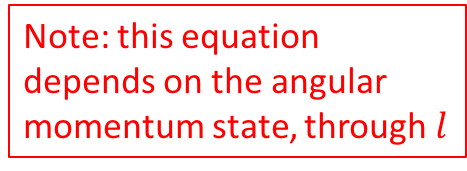 Note: this equation
depends on the angular
momentum state, through l